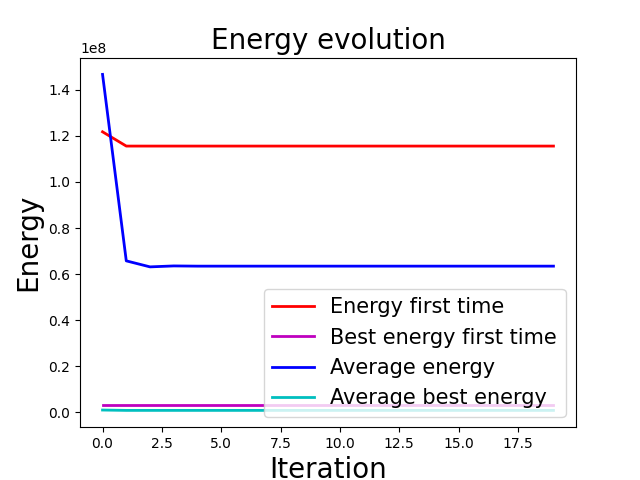 Energy evolution
1e8
1.4
1.2
1.0
0.8
0.6
0.4
0.2
0.0
Energy
Energy first time
Best energy first time
Average energy
Average best energy
0.0 2.5 5.0 7.5 10.0 12.5 15.0 17.5
Iteration